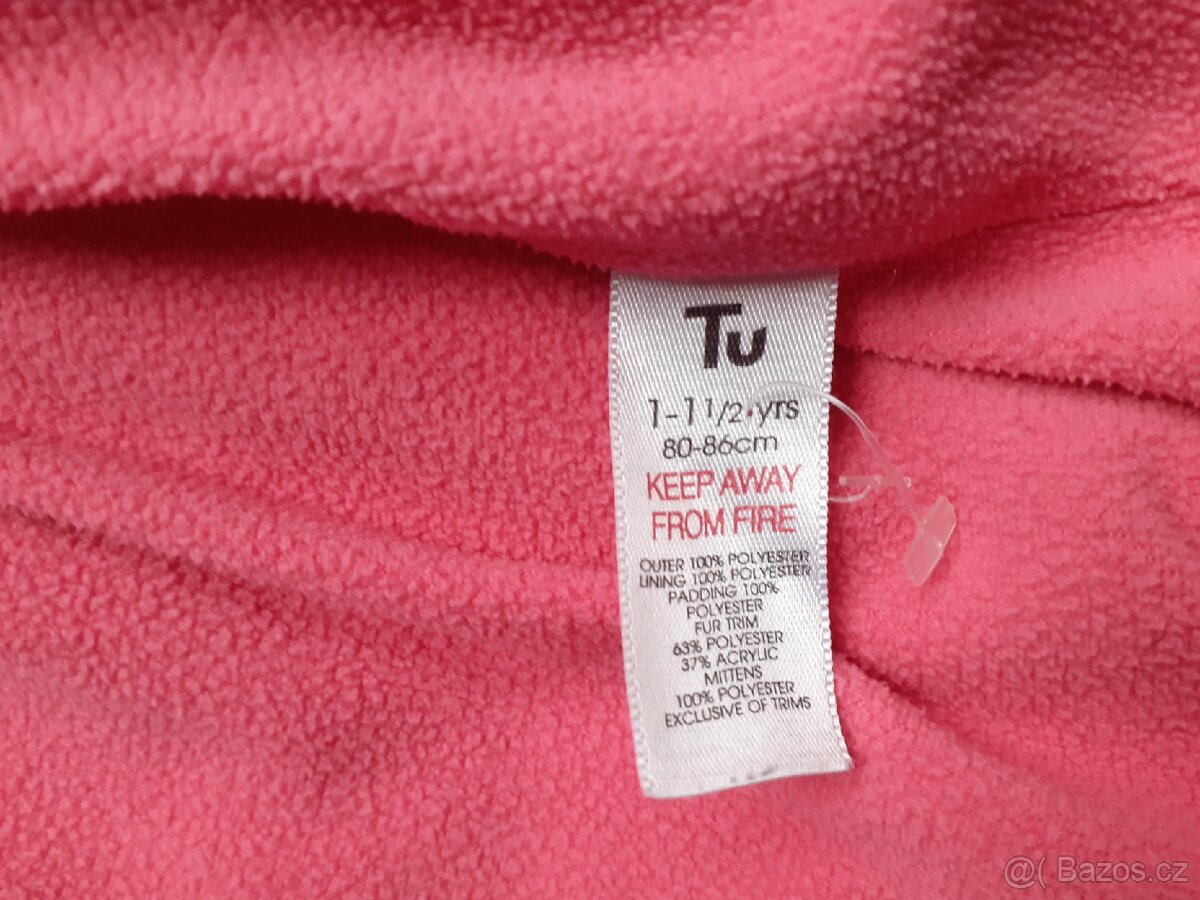 Tu
1-1 1/2·yrs
80-86cm
KEEP AWAY
FROM FIRE
OUTER 100% POLYESTER
LINING 100% POLYESTER
PADDING 100%
POLYESTER
FUR TRIM
63% POLYESTER
37% ACRYLIC
MITTENS
100% POLYESTER
EXCLUSIVE OF TRIMS
@( Bazos.cz